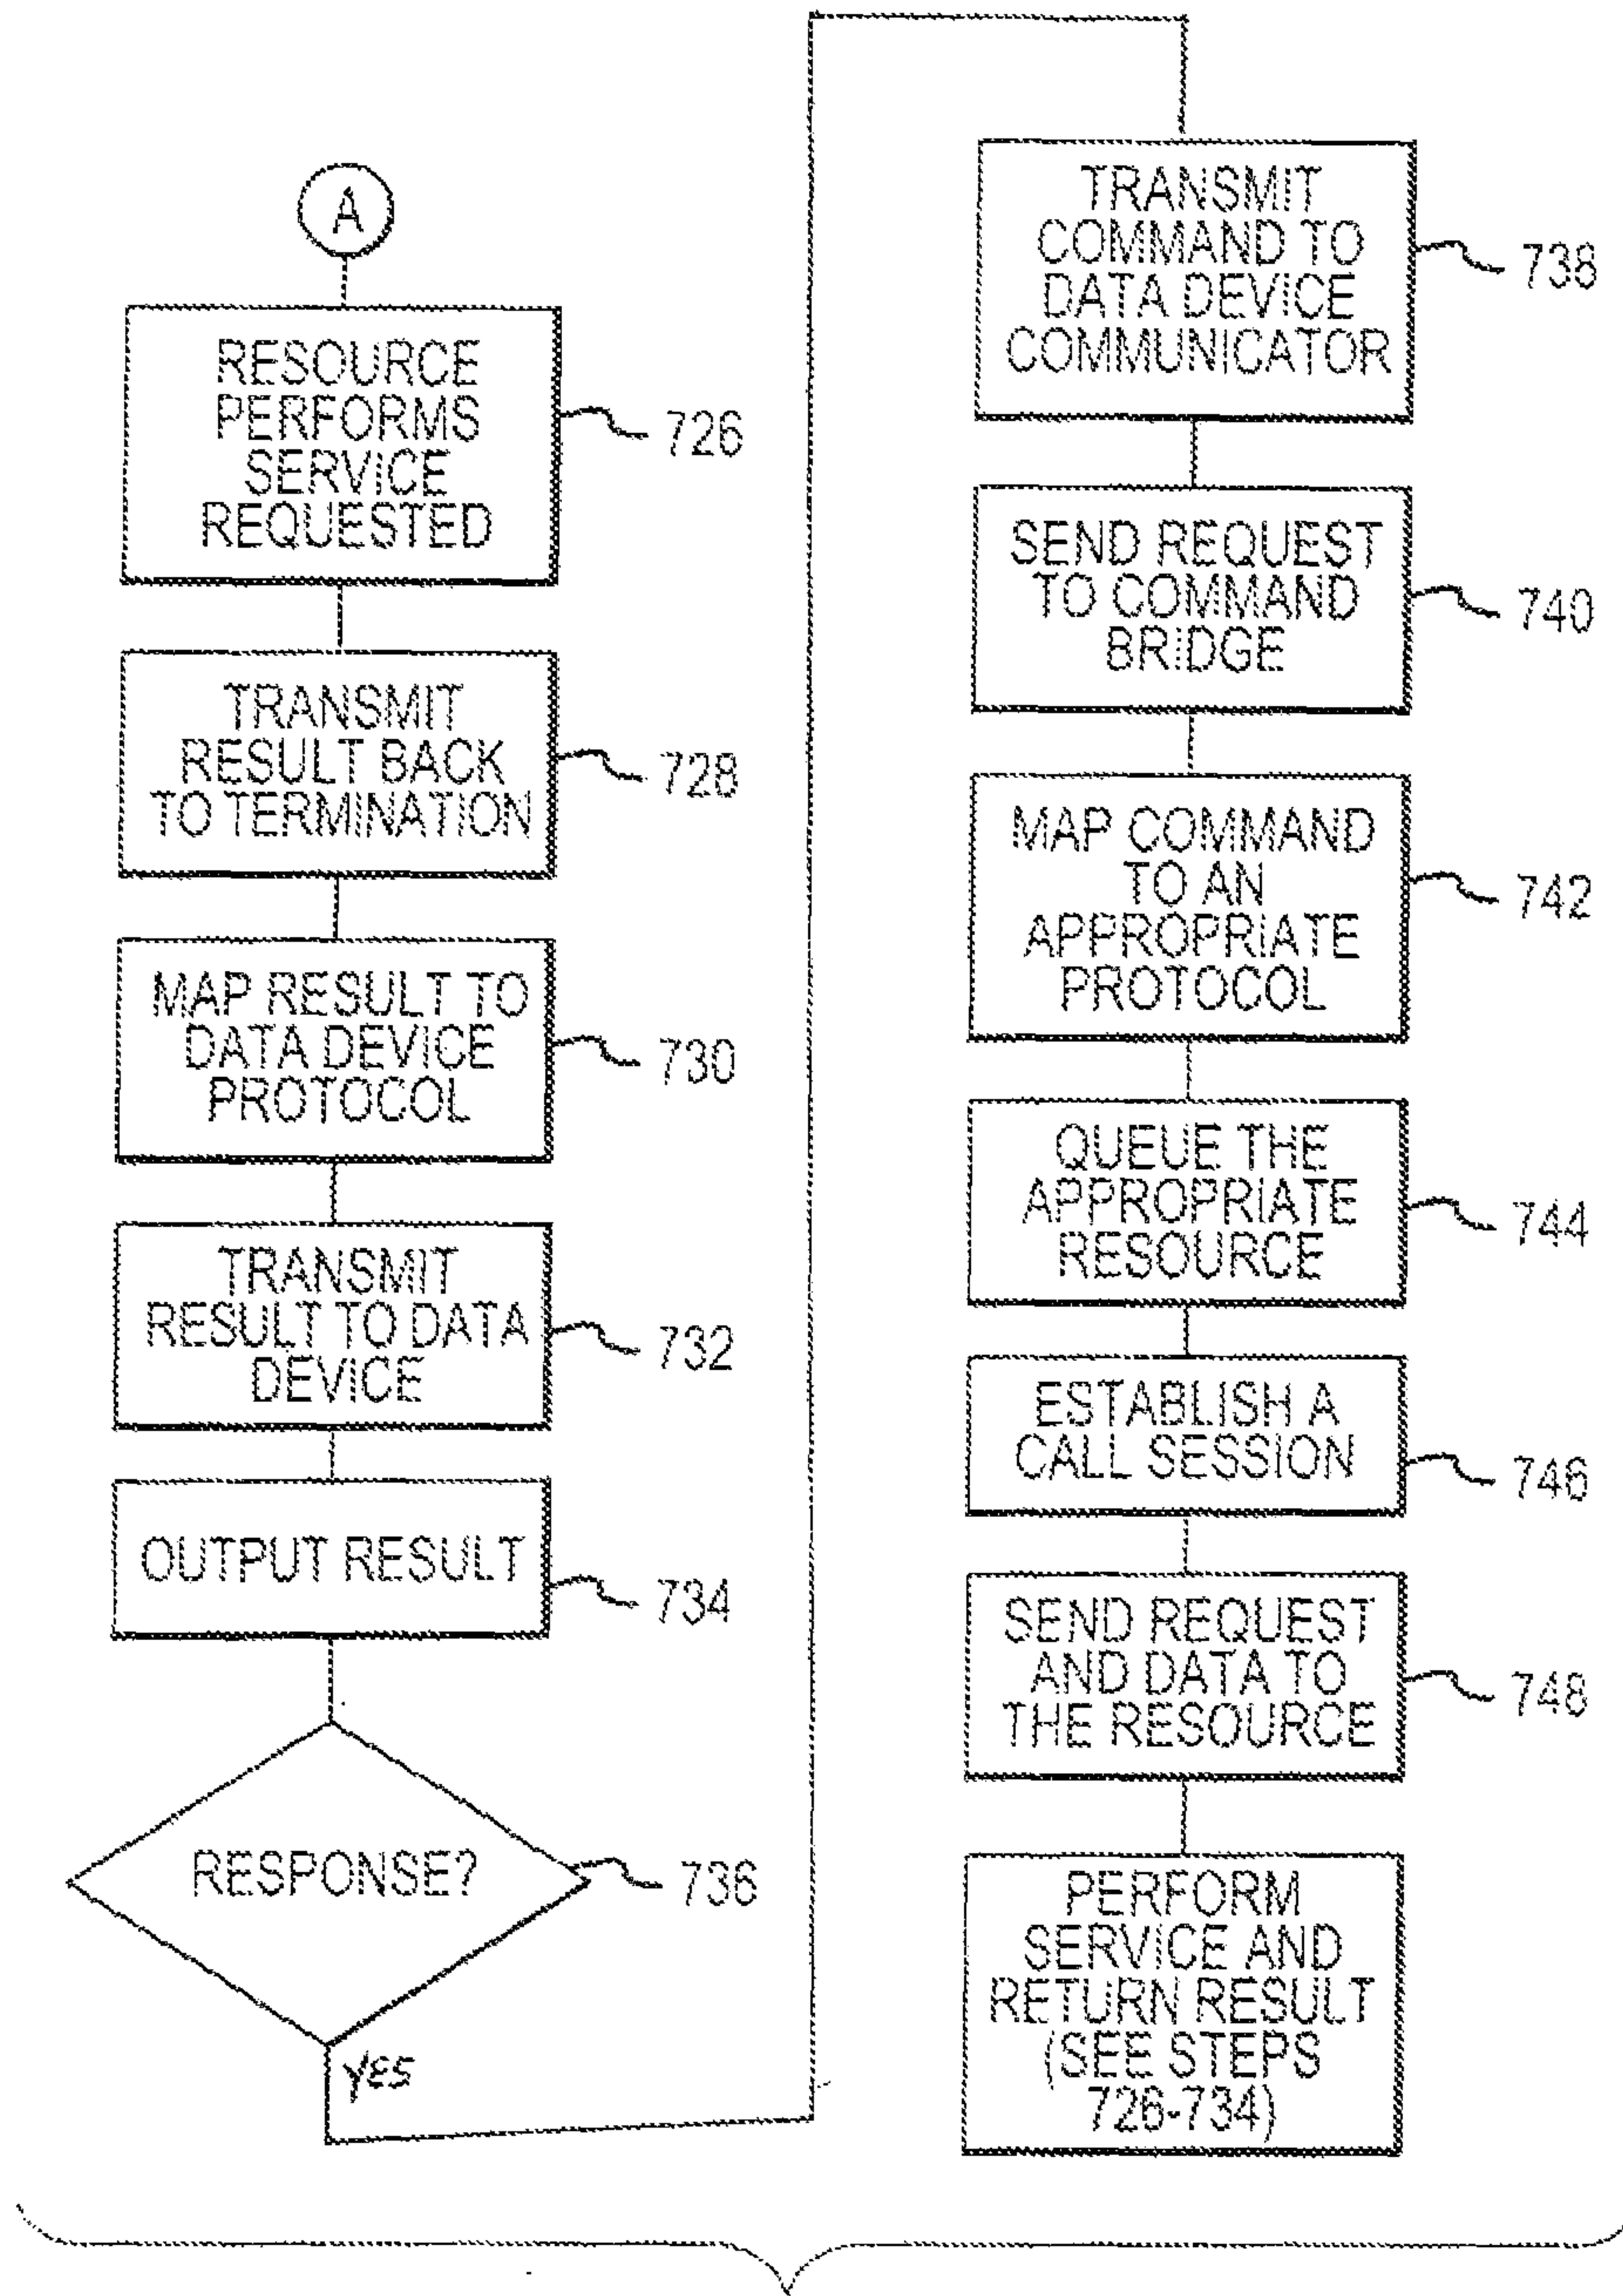 A
RESOURCE
PERFORMS
SERVICE
REQUESTED
726
TRANSMIT
RESULT BACK
TO TERMINATION
728
MAP RESULT TO
DATA DEVICE
PROTOCOL
730
TRANSMIT
RESULT TO DATA
DEVICE
732
OUTPUT RESULT
734
RESPONSE?
736
YES
TRANSMIT
COMMAND TO
DATA DEVICE
COMMUNICATOR
738
SEND REQUEST
TO COMMAND
BRIDGE
740
MAP COMMAND
TO AN
APPROPRIATE
PROTOCOL
742
QUEUE THE
APPROPRIATE
RESOURCE
744
ESTABLISH A
CALL SESSION
746
SEND REQUEST
AND DATA TO
THE RESOURCE
748
PERFORM
SERVICE AND
RETURN RESULT
(SEE STEPS
726-734)